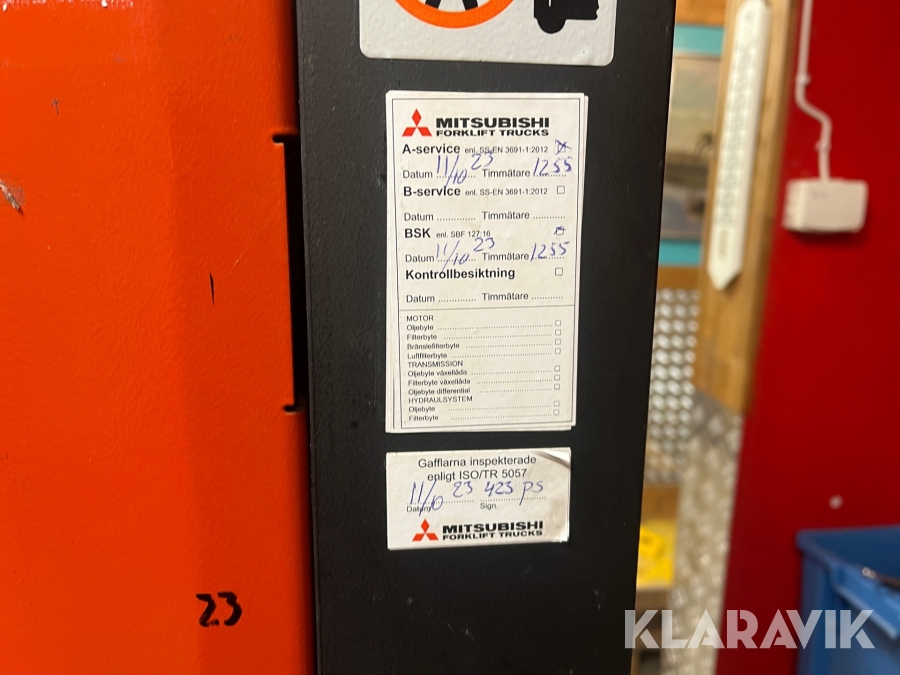 MITSUBISHI
FORKLIFT TRUCKS
A-service enl. SS-EN 3691-1:2012
Datum 11/10 23 Timmätare 1255
B-service enl. SS-EN 3691-1:2012 □
Datum .............. Timmätare ............
BSK enl. SBF 127:16
Datum 11/10 23 Timmätare 1255
Kontrollbesiktning □
Datum .............. Timmätare ............
MOTOR
Oljebyte □
Filterbyte □
Bränslefilterbyte □
Luftfilterbyte □
TRANSMISSION
Oljebyte växellåda □
Filterbyte växellåda □
Oljebyte differential □
HYDRAULSYSTEM
Oljebyte □
Filterbyte □
Gafflarna inspekterade
enligt ISO/TR 5057
11/10 23 423 ps
Datum Sign.
MITSUBISHI
FORKLIFT TRUCKS
23
KLARAVIK